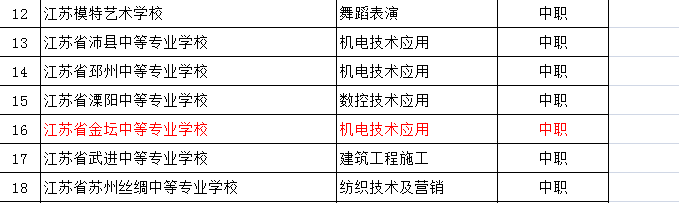 12 江苏模特艺术学校 舞蹈表演 中职
13 江苏省沛县中等专业学校 机电技术应用 中职
14 江苏省邳州中等专业学校 机电技术应用 中职
15 江苏省溧阳中等专业学校 数控技术应用 中职
16 江苏省金坛中等专业学校 机电技术应用 中职
17 江苏省武进中等专业学校 建筑工程施工 中职
18 江苏省苏州丝绸中等专业学校 纺织技术及营销 中职